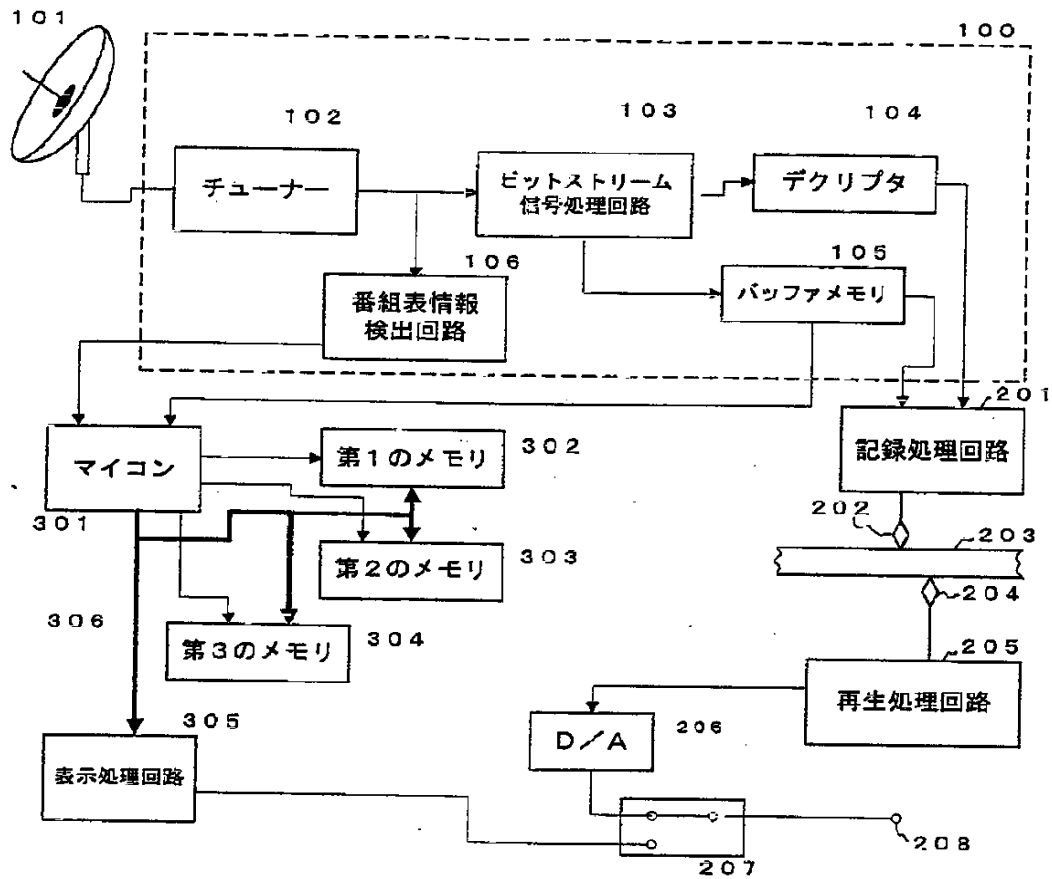 101
100
102
103
104
チューナー
ビットストリーム
信号処理回路
デクリプタ
106
105
番組表情報
検出回路
バッファメモリ
201
マイコン
第1のメモリ
302
記録処理回路
301
202
203
第2のメモリ
303
204
306
第3のメモリ
304
205
再生処理回路
305
D/A
206
表示処理回路
207
208